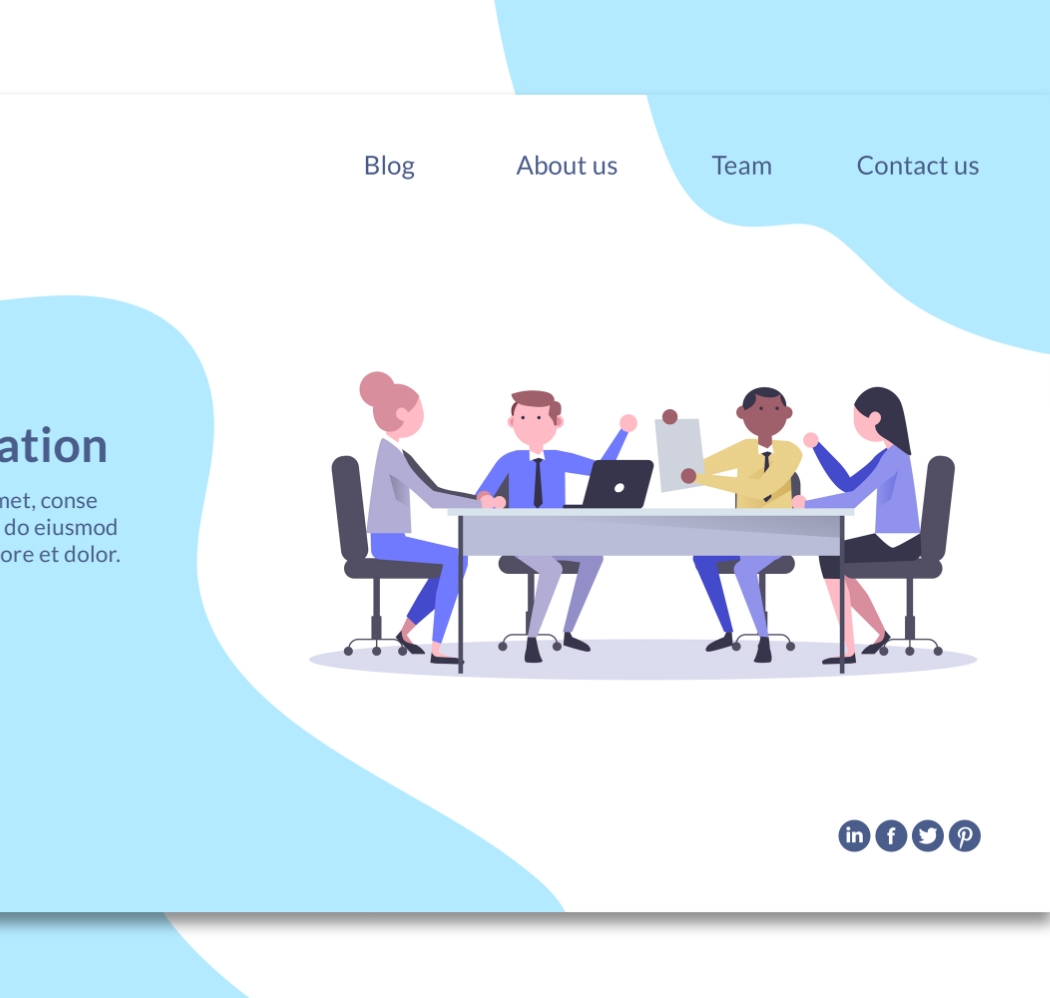 Blog About us Team Contact us
ation
met, conse
do eiusmod
ore et dolor.
in f